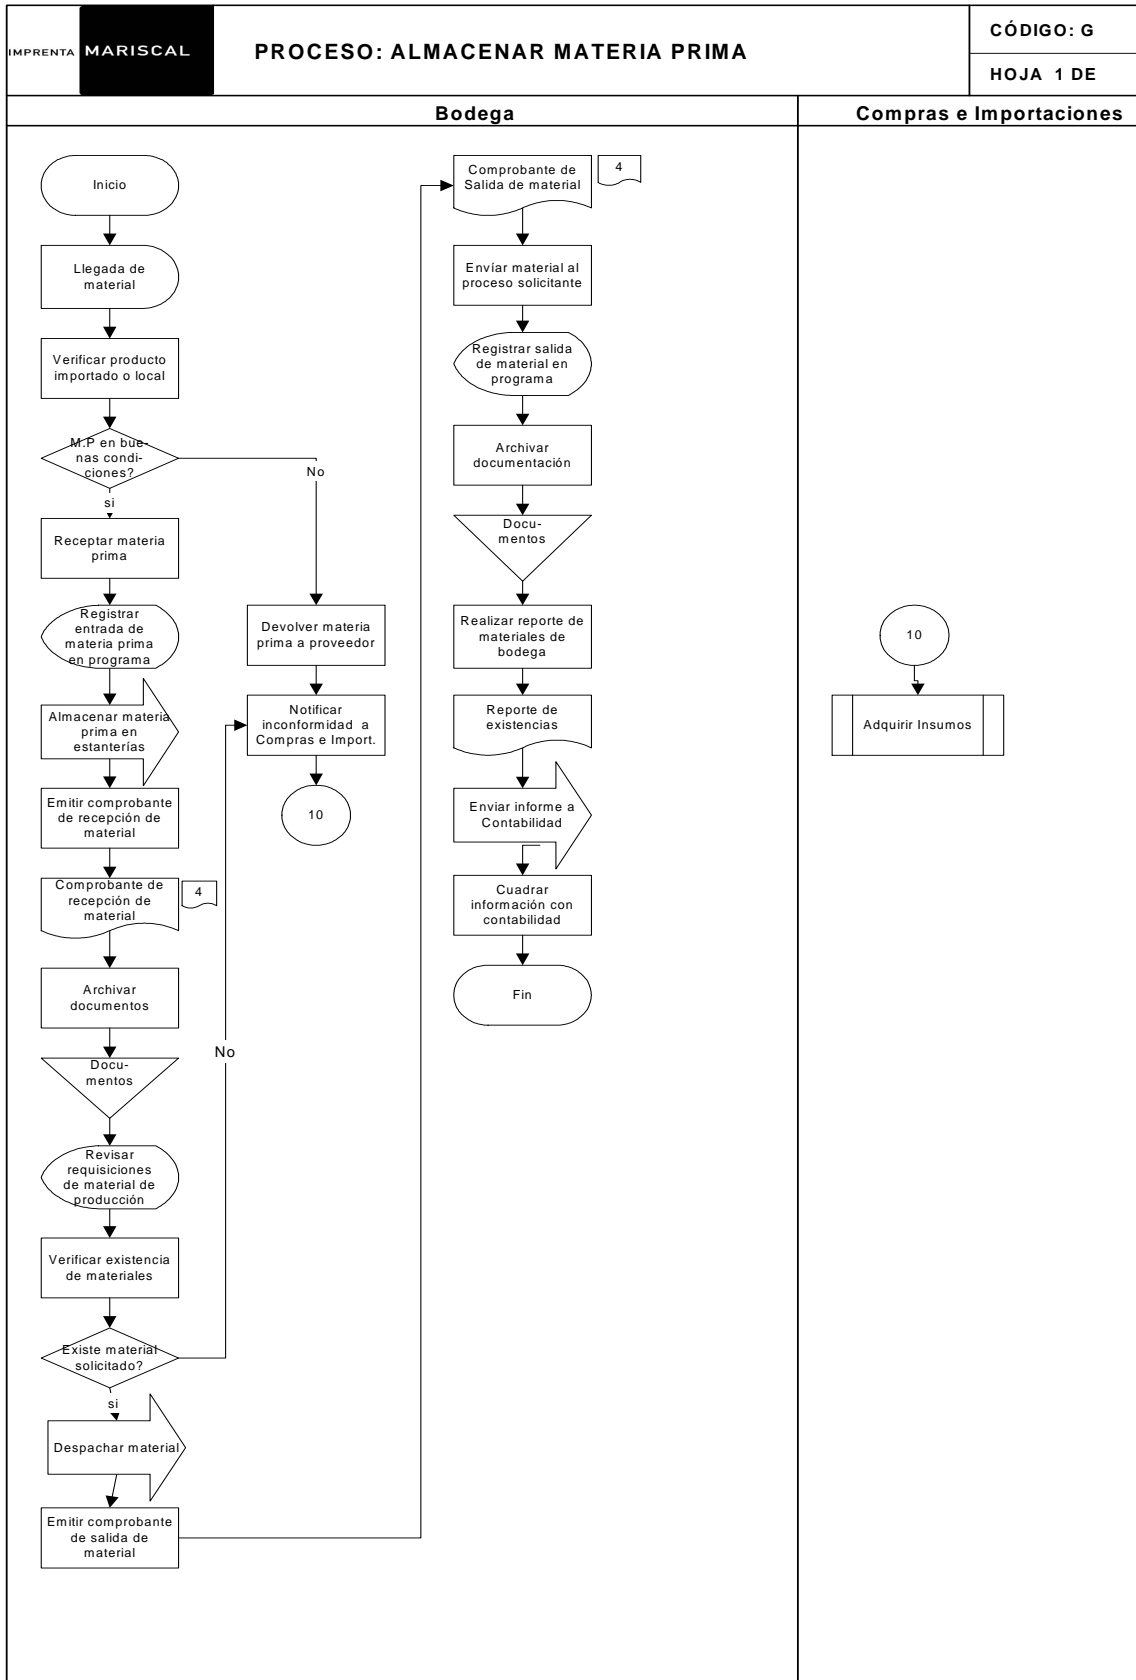 IMPRENTA MARISCAL
PROCESO: ALMACENAR MATERIA PRIMA
CÓDIGO: G
HOJA 1 DE
Bodega
Compras e Importaciones
Inicio
Llegada de
material
Verificar producto
importado o local
M.P en bue-
nas condi-
ciones?
No
si
Receptar materia
prima
Registrar
entrada de
materia prima
en programa
Almacenar materia
prima en
estanterías
Emitir comprobante
de recepción de
material
Comprobante de
recepción de
material
4
Archivar
documentos
Docu-
mentos
Revisar
requisiciones
de material de
producción
Verificar existencia
de materiales
Existe material
solicitado?
No
si
Despachar material
Emitir comprobante
de salida de
material
Devolver materia
prima a proveedor
Notificar
inconformidad a
Compras e Import.
10
Comprobante de
Salida de material
4
Envíar material al
proceso solicitante
Registrar salida
de material en
programa
Archivar
documentación
Docu-
mentos
Realizar reporte de
materiales de
bodega
Reporte de
existencias
Enviar informe a
Contabilidad
Cuadrar
información con
contabilidad
Fin
10
Adquirir Insumos